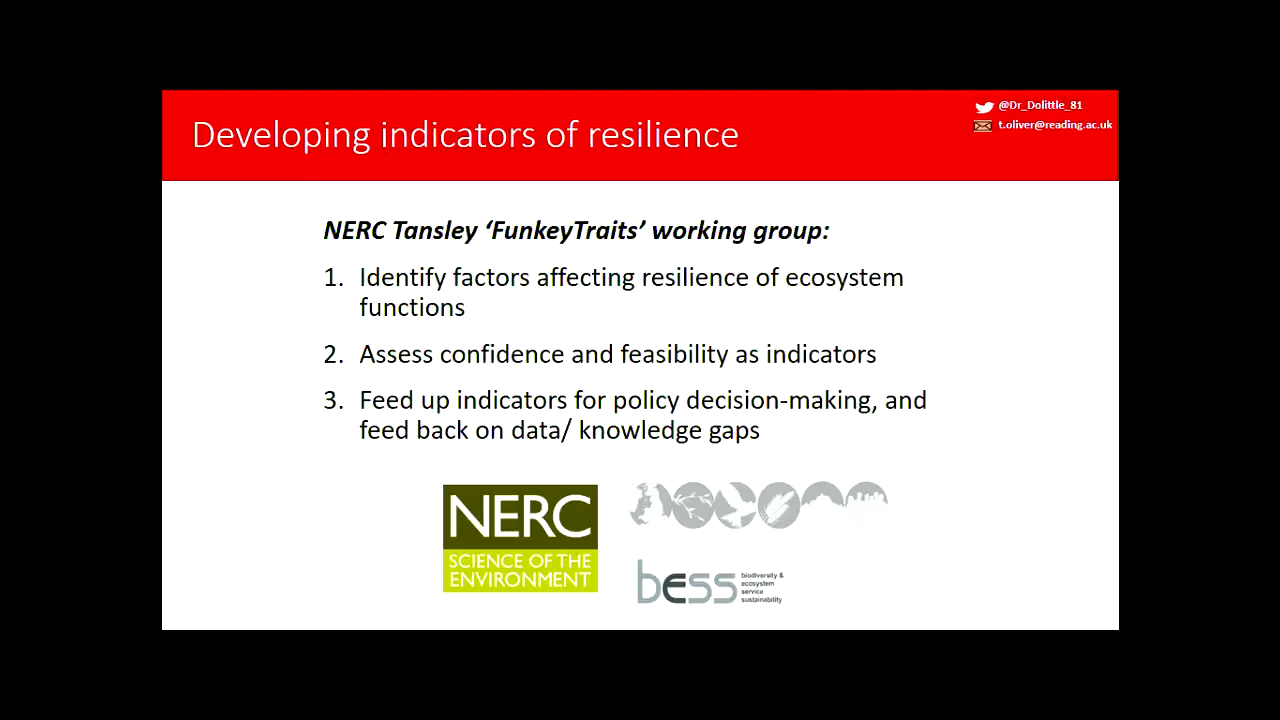 @Dr_Dolittle_81
Developing indicators of resilience
t.oliver@reading.ac.uk
NERC Tansley ‘FunkeyTraits’ working group:
1. Identify factors affecting resilience of ecosystem
functions
2. Assess confidence and feasibility as indicators
3. Feed up indicators for policy decision-making, and
feed back on data/ knowledge gaps
NERC
SCIENCE OF THE
ENVIRONMENT
bess
biodiversity &
ecosystem
service
sustainability